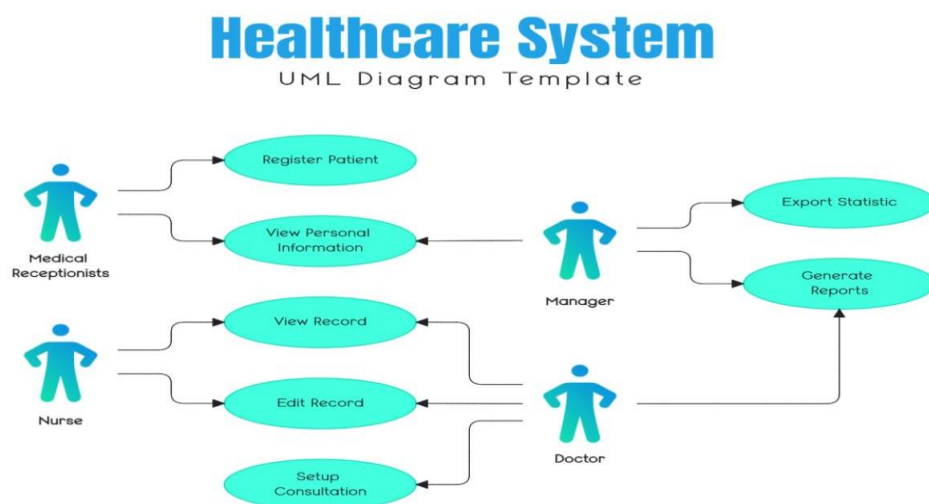 Healthcare System
UML Diagram Template
Register Patient
Export Statistic
View Personal
Information
Medical
Receptionists
Generate
Reports
Manager
View Record
Edit Record
Nurse
Doctor
Setup
Consultation